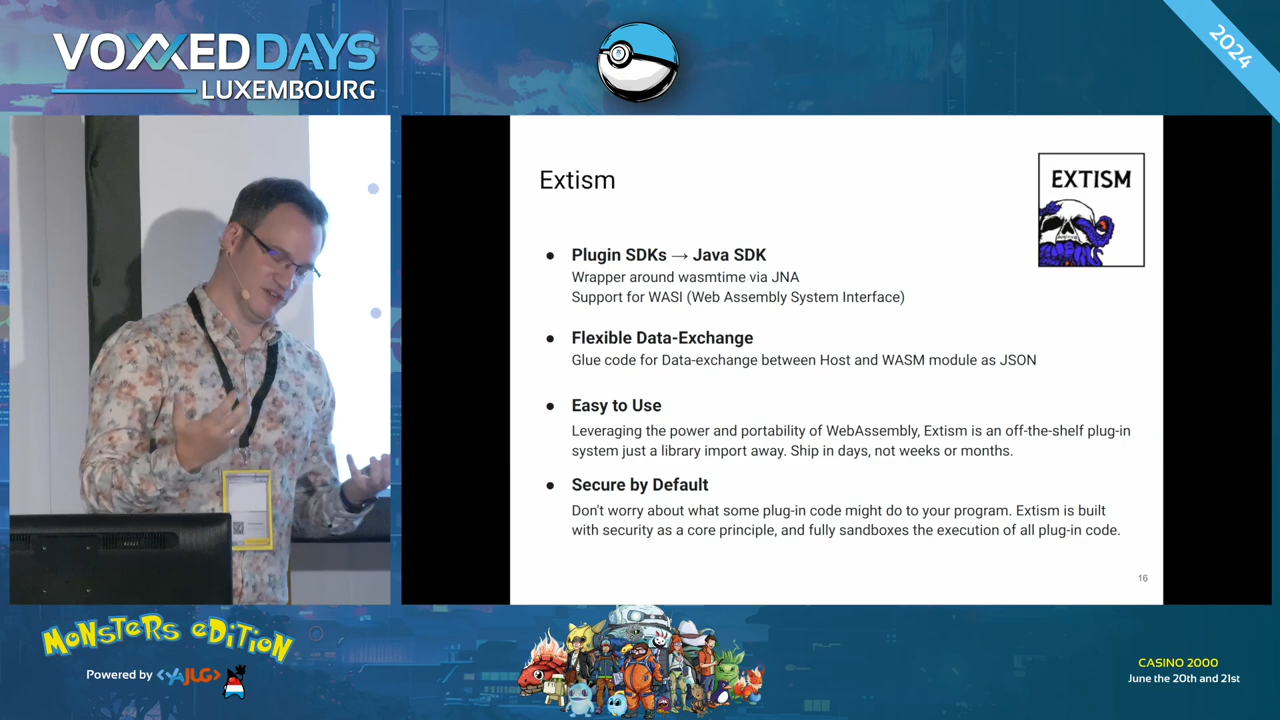 VOXXED DAYS
LUXEMBOURG
2024
Extism
EXTISM
● Plugin SDKs → Java SDK
Wrapper around wasmtime via JNA
Support for WASI (Web Assembly System Interface)
● Flexible Data-Exchange
Glue code for Data-exchange between Host and WASM module as JSON
● Easy to Use
Leveraging the power and portability of WebAssembly, Extism is an off-the-shelf plug-in
system just a library import away. Ship in days, not weeks or months.
● Secure by Default
Don't worry about what some plug-in code might do to your program. Extism is built
with security as a core principle, and fully sandboxes the execution of all plug-in code.
16
MONSTERS EDITION
Powered by <YAJUG>
CASINO 2000
June the 20th and 21st